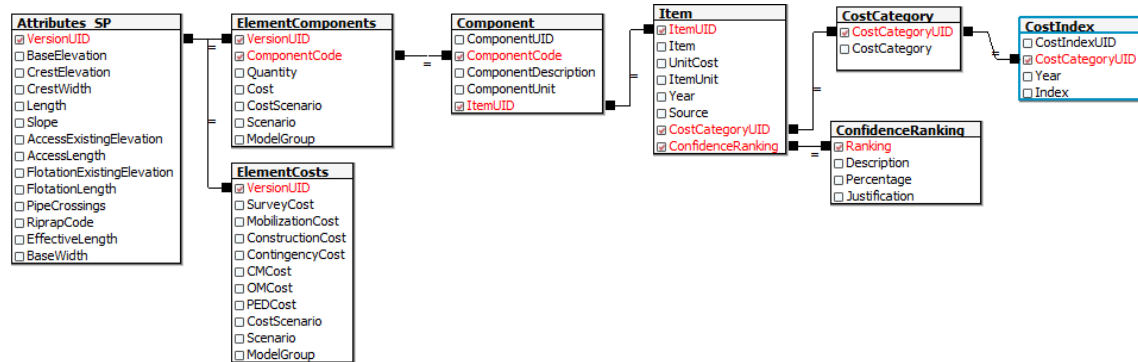 Attributes_SP
VersionUID
BaseElevation
CrestElevation
CrestWidth
Length
Slope
AccessExistingElevation
AccessLength
FlotationExistingElevation
FlotationLength
PipeCrossings
RiprapCode
EffectiveLength
BaseWidth
ElementComponents
VersionUID
ComponentCode
Quantity
Cost
CostScenario
Scenario
ModelGroup
ElementCosts
VersionUID
SurveyCost
MobilizationCost
ConstructionCost
ContingencyCost
CMCost
OMCost
PEDCost
CostScenario
Scenario
ModelGroup
Component
ComponentUID
ComponentCode
ComponentDescription
ComponentUnit
ItemUID
Item
ItemUID
Item
UnitCost
ItemUnit
Year
Source
CostCategoryUID
ConfidenceRanking
CostCategory
CostCategoryUID
CostCategory
ConfidenceRanking
Ranking
Description
Percentage
Justification
CostIndex
CostIndexUID
CostCategoryUID
Year
Index
=
=
=
=
=
=
=